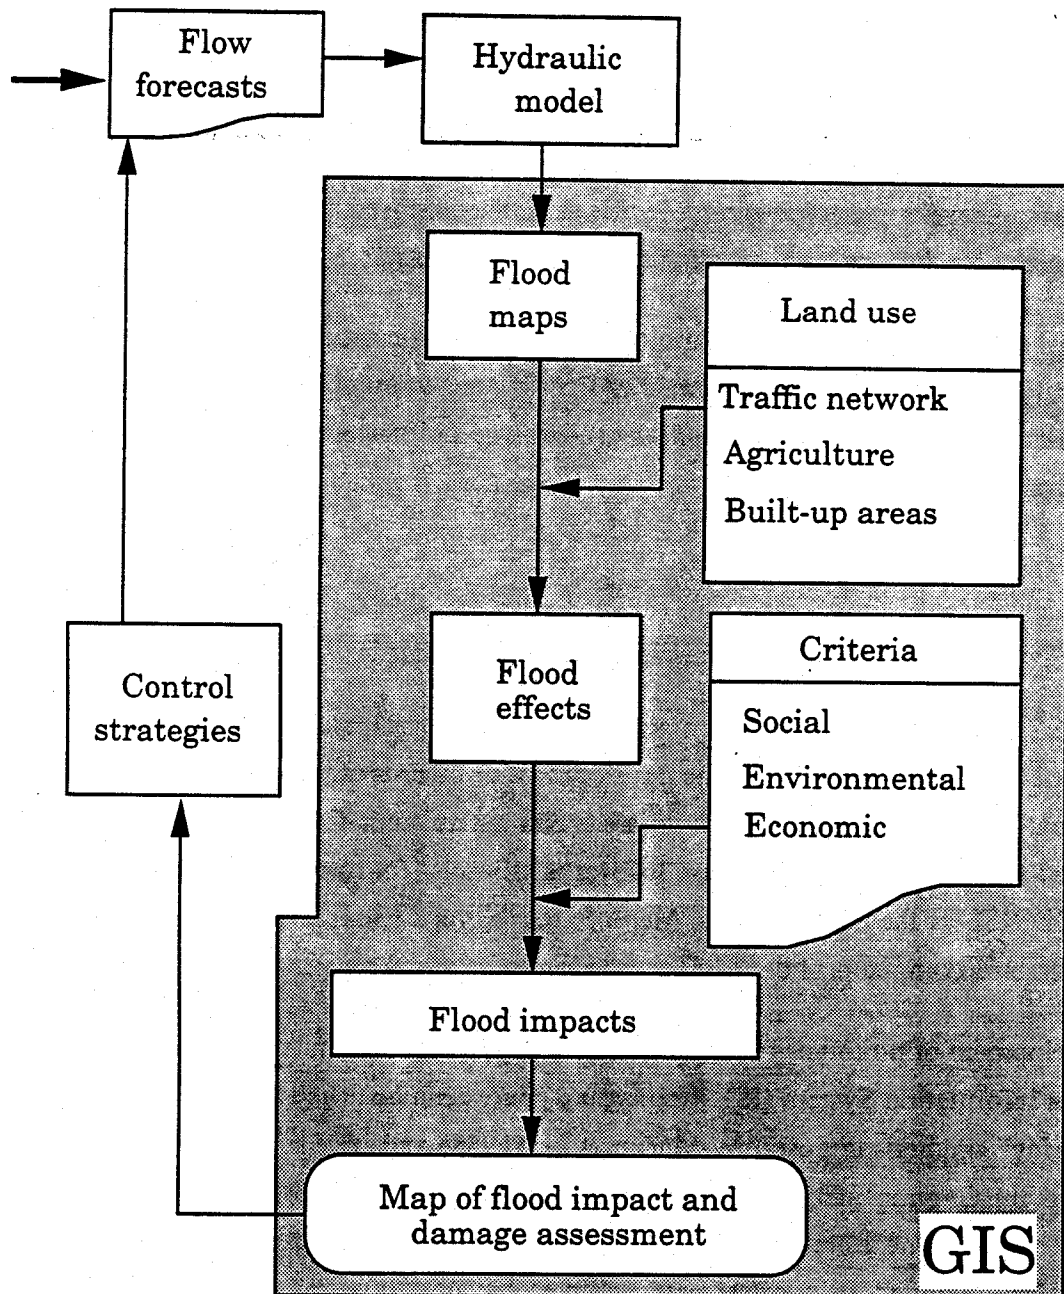 Flow
forecasts
Hydraulic
model
Flood
maps
Land use
Traffic network
Agriculture
Built-up areas
Flood
effects
Criteria
Social
Environmental
Economic
Control
strategies
Flood impacts
Map of flood impact and
damage assessment
GIS